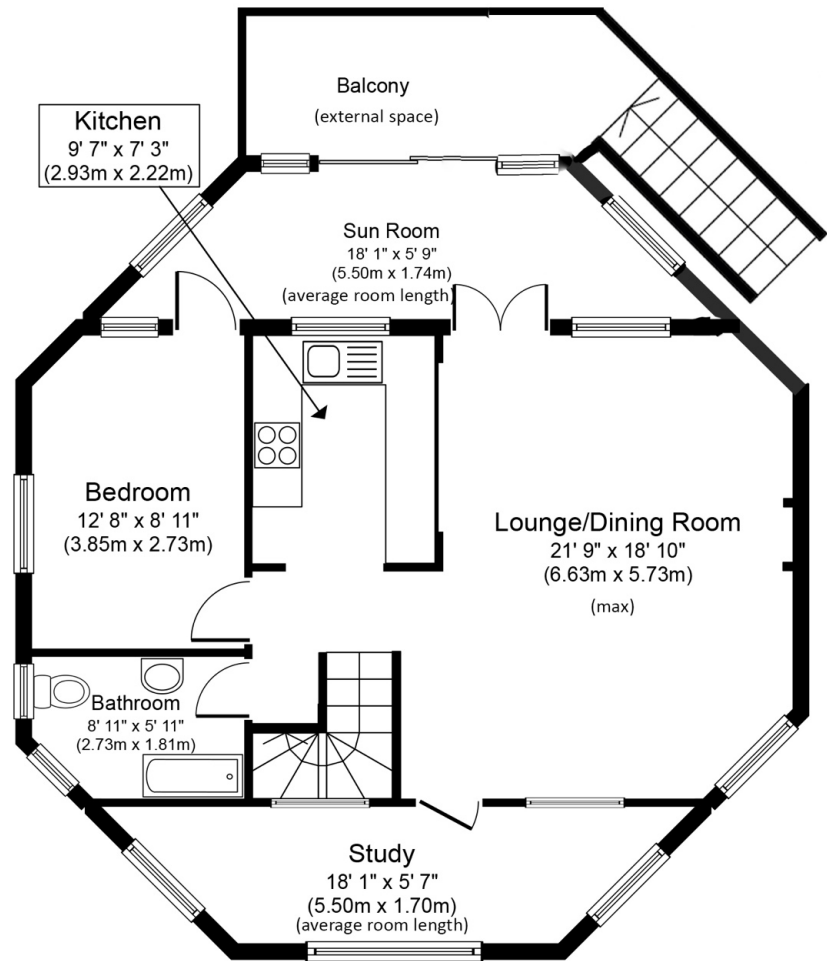 Balcony
(external space)
Kitchen
9' 7" x 7' 3"
(2.93m x 2.22m)
Sun Room
18' 1" x 5' 9"
(5.50m x 1.74m)
(average room length)
Bedroom
12' 8" x 8' 11"
(3.85m x 2.73m)
Lounge/Dining Room
21' 9" x 18' 10"
(6.63m x 5.73m)
(max)
Bathroom
8' 11" x 5' 11"
(2.73m x 1.81m)
Study
18' 1" x 5' 7"
(5.50m x 1.70m)
(average room length)